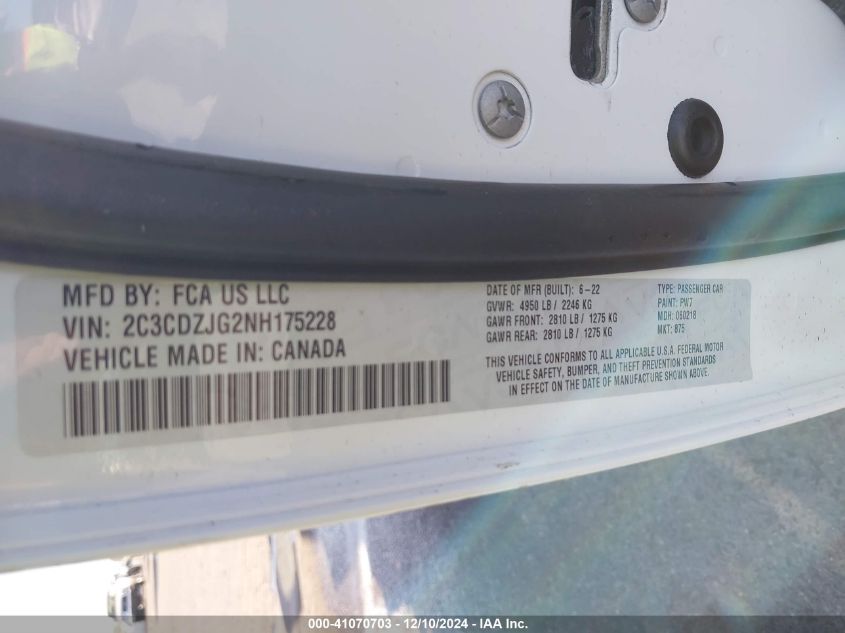 MFD BY: FCA US LLC
VIN: 2C3CDZJG2NH175228
VEHICLE MADE IN: CANADA
DATE OF MFR (BUILT): 6-22
GVWR: 4950 LB / 2246 KG
GAWR FRONT: 2810 LB / 1275 KG
GAWR REAR: 2810 LB / 1275 KG
TYPE: PASSENGER CAR
PAINT: PW7
MDH: 060218
MKT: 875
THIS VEHICLE CONFORMS TO ALL APPLICABLE U.S.A. FEDERAL MOTOR
VEHICLE SAFETY, BUMPER, AND THEFT PREVENTION STANDARDS
IN EFFECT ON THE DATE OF MANUFACTURE SHOWN ABOVE.
000-41070703 - 12/10/2024 - IAA Inc.